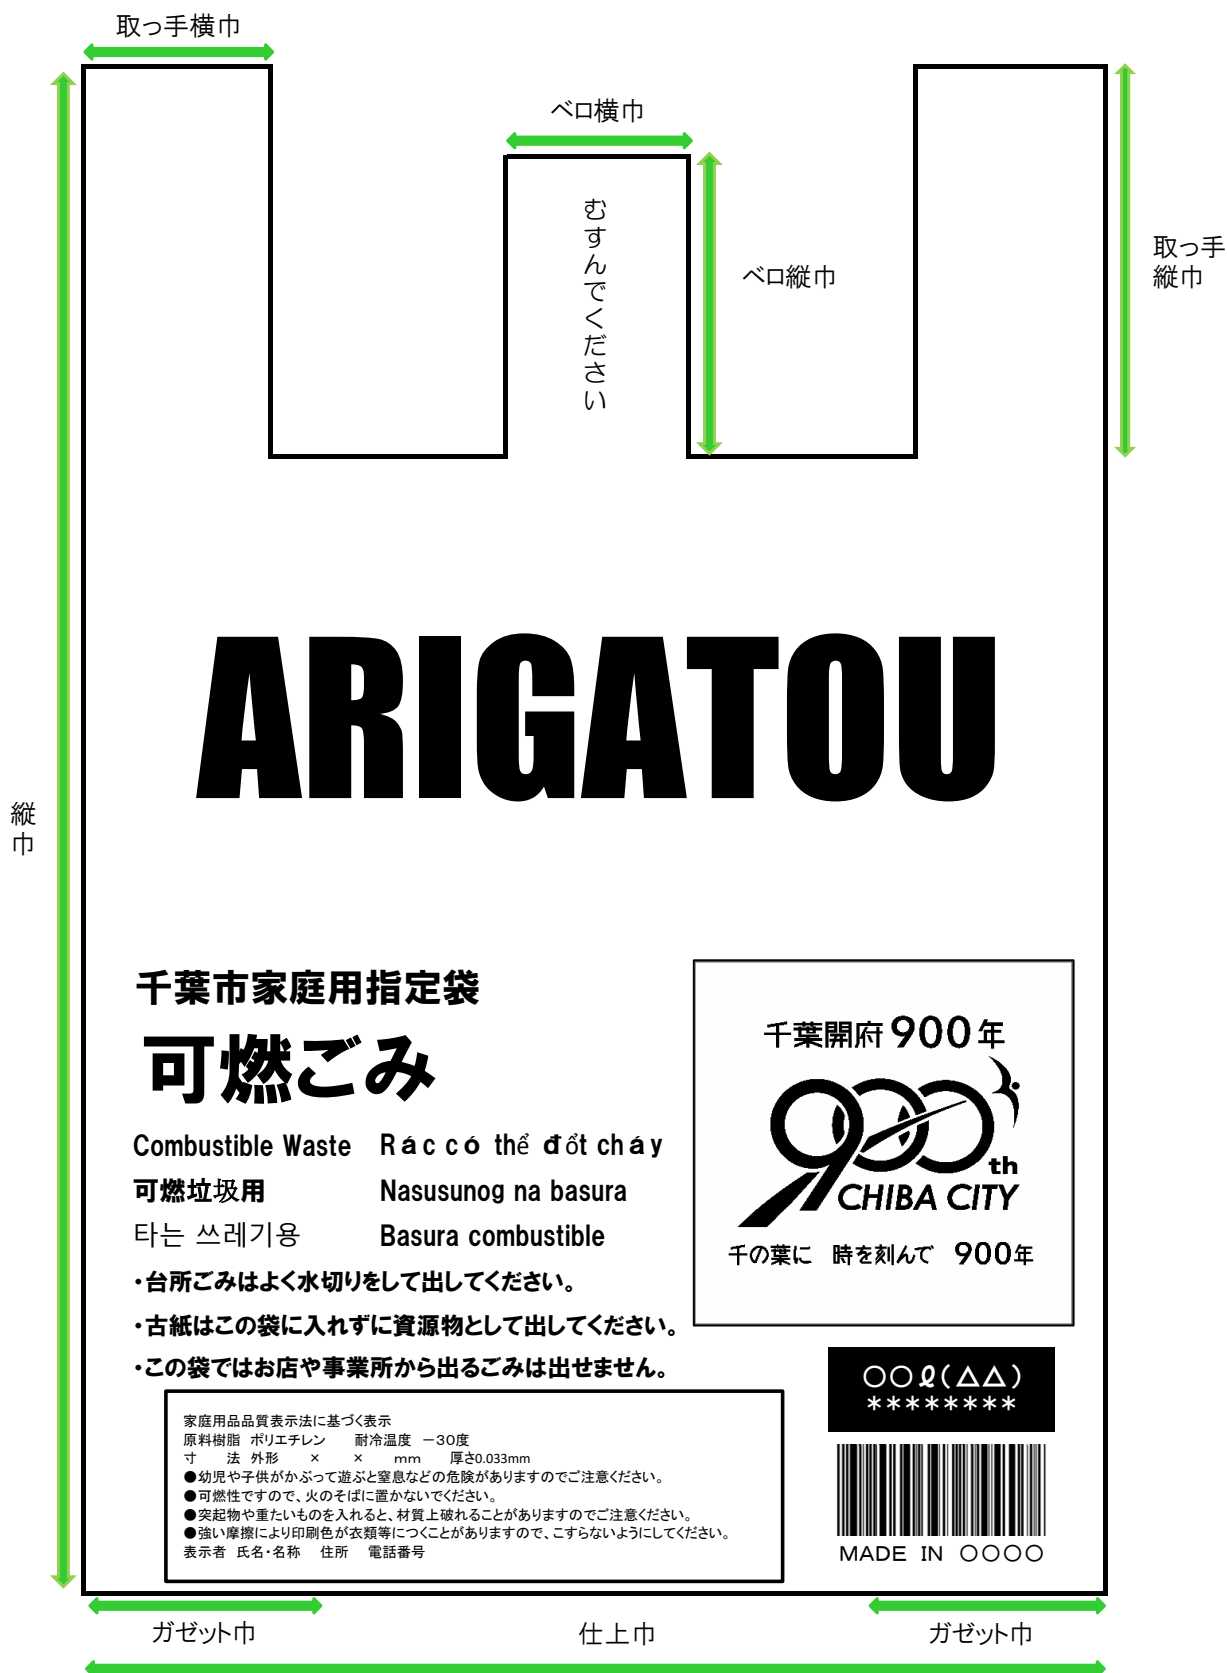 取っ手横巾
ベロ横巾
むすんでください
ベロ縦巾
取っ手
縦巾
ARIGATOU
縦
巾
千葉市家庭用指定袋
可燃ごみ
Combustible Waste Rác có thể đốt cháy
可燃垃圾用 Nasusunog na basura
타는 쓰레기용 Basura combustible
・台所ごみはよく水切りをして出してください。
・古紙はこの袋に入れずに資源物として出してください。
・この袋ではお店や事業所から出るごみは出せません。
千葉開府900年
900th
CHIBA CITY
千の葉に 時を刻んで 900年
○○ℓ(△△)
********
家庭用品品質表示法に基づく表示
原料樹脂 ポリエチレン 耐冷温度 −30度
寸 法 外形 × × mm 厚さ0.033mm
●幼児や子供がかぶって遊ぶと窒息などの危険がありますのでご注意ください。
●可燃性ですので、火のそばに置かないでください。
●突起物や重たいものを入れると、材質上破れることがありますのでご注意ください。
●強い摩擦により印刷色が衣類等につくことがありますので、こすらないようにしてください。
表示者 氏名・名称 住所 電話番号
MADE IN ○○○○
ガゼット巾
仕上巾
ガゼット巾